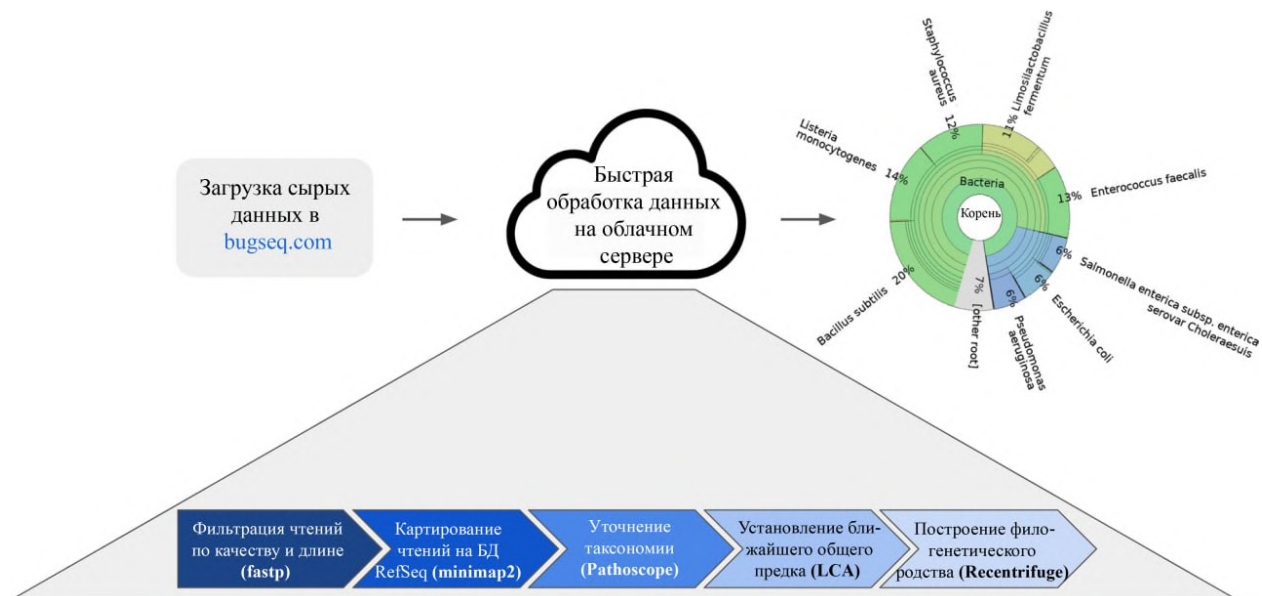 Загрузка сырых
данных в
bugseq.com
Быстрая
обработка данных
на облачном
сервере
Staphylococcus
aureus 12%
11% Limosilactobacillus
fermentum
Listeria
monocytogenes 14%
13% Enterococcus faecalis
Bacteria
Корень
6% Salmonella enterica subsp. enterica
serovar Choleraesuis
6% Escherichia coli
6% Pseudomonas
aeruginosa
7% [other root]
Bacillus subtilis 20%
Фильтрация чтений
по качеству и длине
(fastp)
Картирование
чтений на БД
RefSeq (minimap2)
Уточнение
таксономии
(Pathoscope)
Установление бли-
жайшего общего
предка (LCA)
Построение фило-
генетического
родства (Recentrifuge)